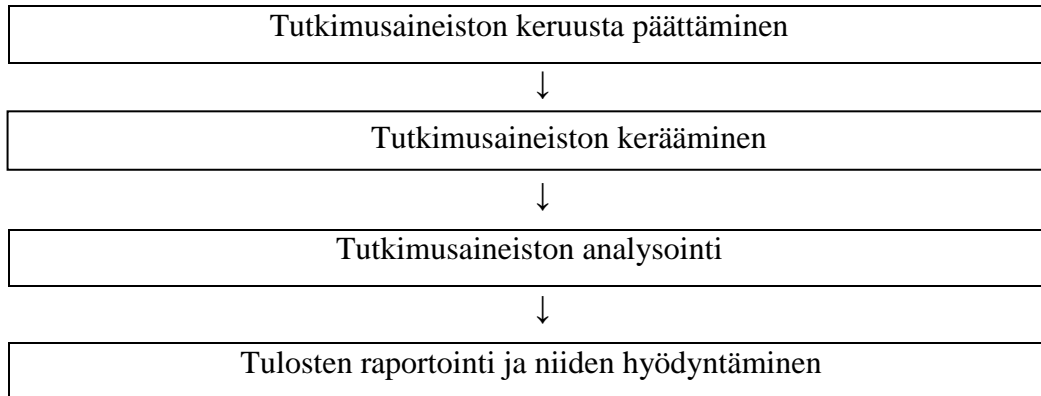 Tutkimusaineiston keruusta päättäminen
↓
Tutkimusaineiston kerääminen
↓
Tutkimusaineiston analysointi
↓
Tulosten raportointi ja niiden hyödyntäminen